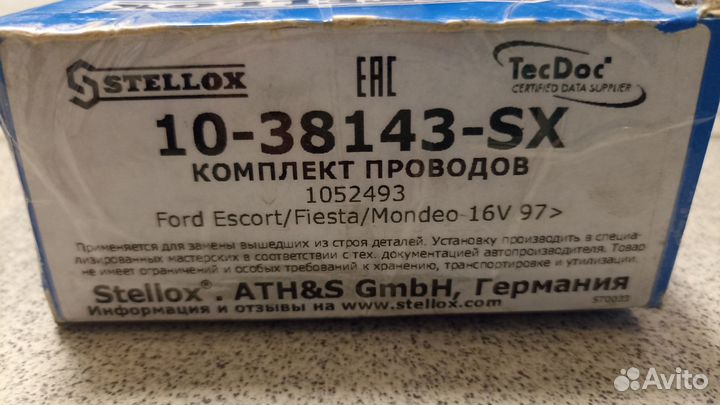 STELLOX
EAC
TecDoc
CERTIFIED DATA SUPPLIER
10-38143-SX
КОМПЛЕКТ ПРОВОДОВ
1052493
Ford Escort/Fiesta/Mondeo 16V 97>
Применяется для замены вышедших из строя деталей. Установку производить в специа-
лизированных мастерских в соответствии с тех. документацией автопроизводителя. Товар
не имеет ограничений и особых требований к хранению, транспортировке и утилизации.
Stellox®. ATH&S GmbH, Германия
Информация и отзывы на www.stellox.com
570033
Avito